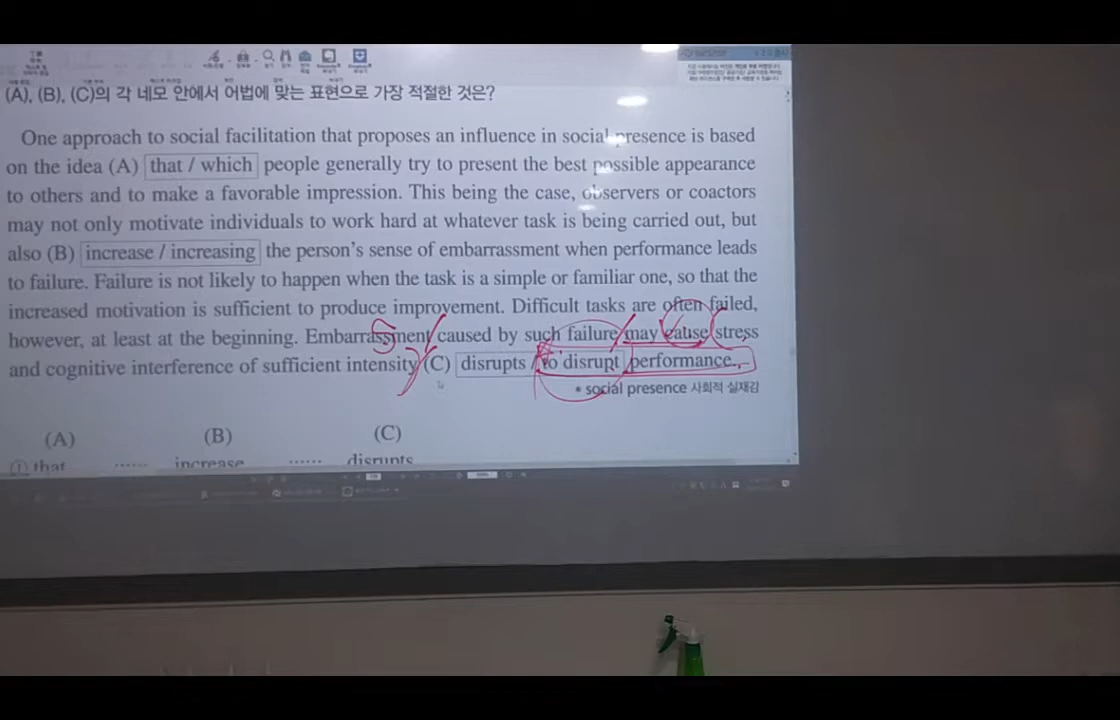 (A), (B), (C)의 각 네모 안에서 어법에 맞는 표현으로 가장 적절한 것은?
One approach to social facilitation that proposes an influence in social presence is based
on the idea (A) that / which people generally try to present the best possible appearance
to others and to make a favorable impression. This being the case, observers or coactors
may not only motivate individuals to work hard at whatever task is being carried out, but
also (B) increase / increasing the person's sense of embarrassment when performance leads
to failure. Failure is not likely to happen when the task is a simple or familiar one, so that the
increased motivation is sufficient to produce improvement. Difficult tasks are often failed,
however, at least at the beginning. Embarrassment caused by such failure may cause stress
and cognitive interference of sufficient intensity (C) disrupts / to disrupt performance.
* social presence 사회적 실재감
(A) (B) (C)
① that ...... increase ...... disrupts